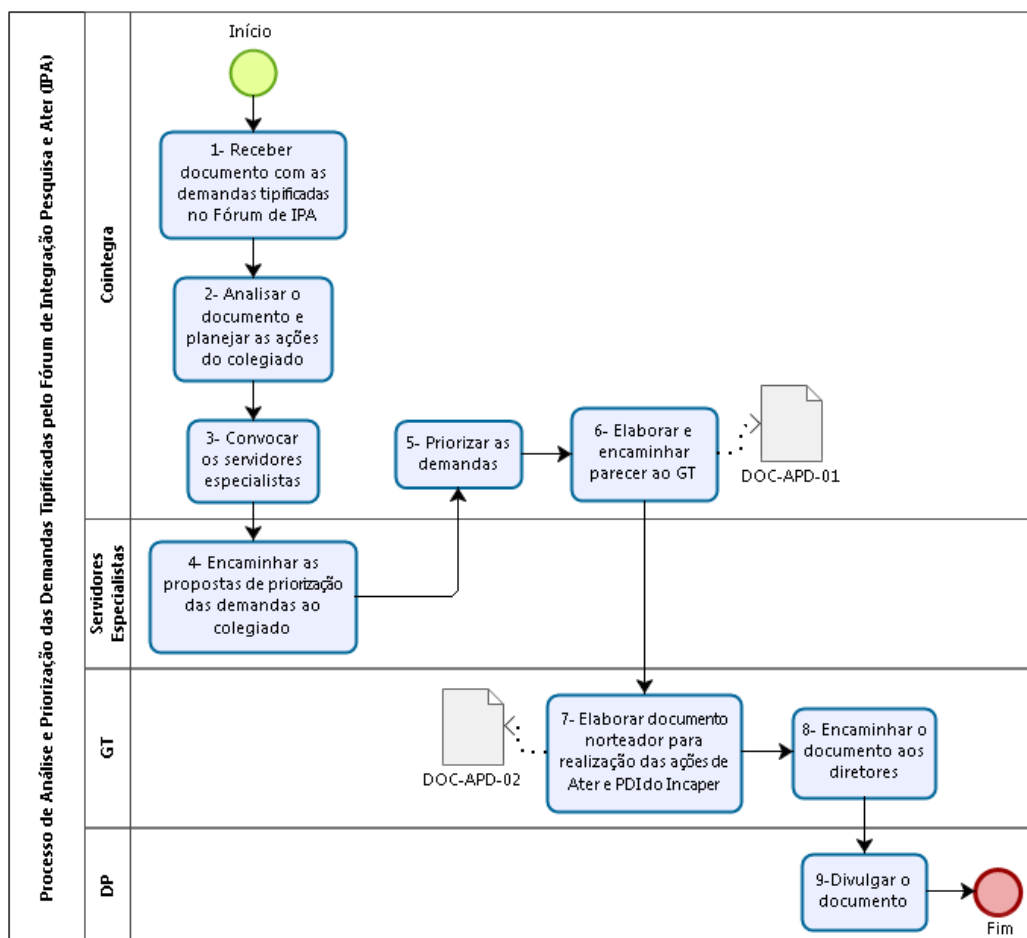 Processo de Análise e Priorização das Demandas Tipificadas pelo Fórum de Integração Pesquisa e Ater (IPA)
Cointegra
Início
1- Receber
documento com as
demandas tipificadas
no Fórum de IPA
2- Analisar o
documento e
planejar as ações
do colegiado
3- Convocar
os servidores
especialistas
5- Priorizar as
demandas
6- Elaborar e
encaminhar
parecer ao GT
DOC-APD-01
Servidores
Especialistas
4- Encaminhar as
propostas de priorização
das demandas ao
colegiado
GT
DOC-APD-02
7- Elaborar documento
norteador para
realização das ações de
Ater e PDI do Incaper
8- Encaminhar o
documento aos
diretores
DP
9-Divulgar o
documento
Fim